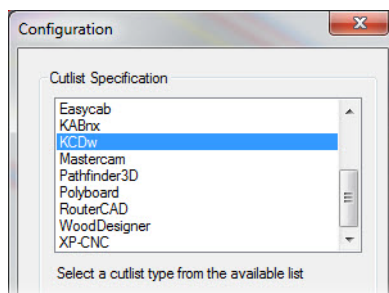 Configuration
Cutlist Specification
Easycab
KABnx
KCDw
Mastercam
Pathfinder3D
Polyboard
RouterCAD
WoodDesigner
XP-CNC
Select a cutlist type from the available list